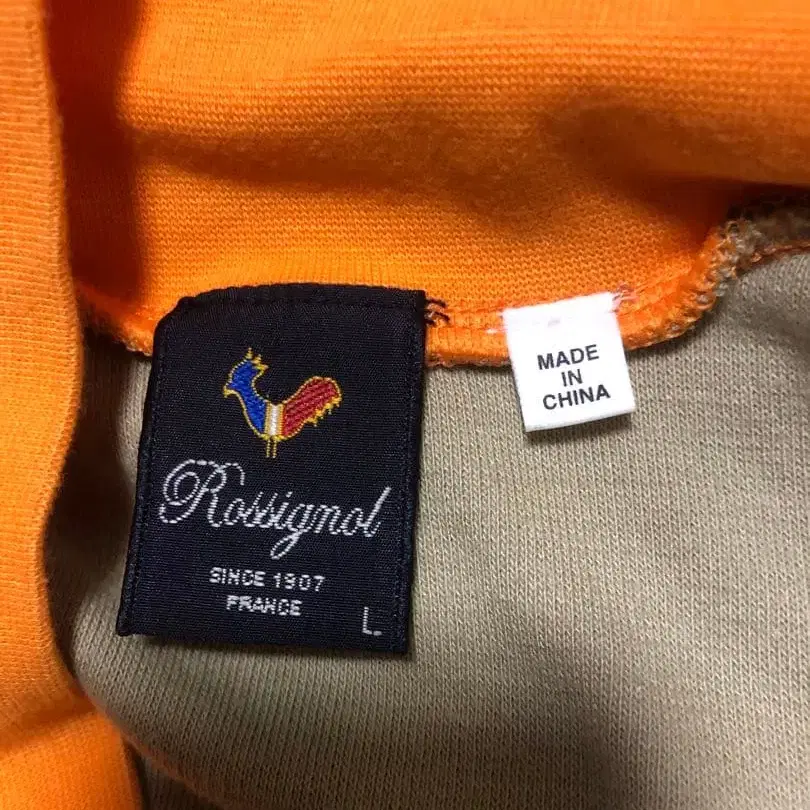 Rossignol
SINCE 1907
FRANCE
L
MADE
IN
CHINA